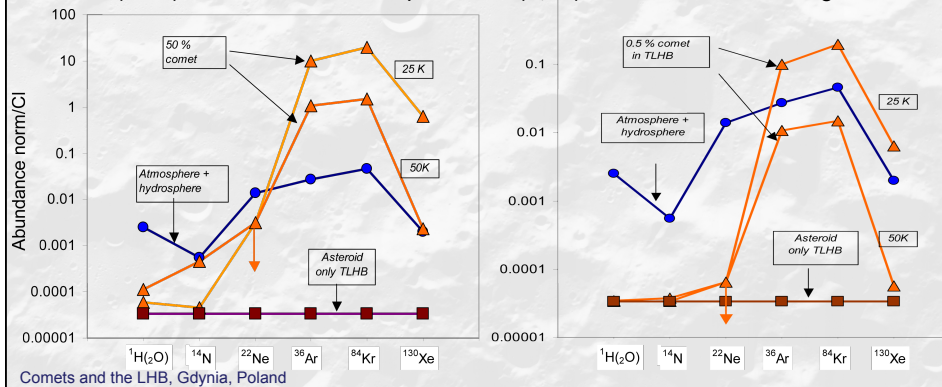 100
10
1
0.1
0.01
0.001
0.0001
0.00001
Abundance norm/CI
50 %
comet
25 K
50K
Atmosphere +
hydrosphere
Asteroid
only TLHB
¹H(₂O) ¹⁴N ²²Ne ³⁶Ar ⁸⁴Kr ¹³⁰Xe
0.1
0.01
0.001
0.0001
0.00001
0.5 % comet
in TLHB
25 K
Atmosphere +
hydrosphere
50K
Asteroid
only TLHB
¹H(₂O) ¹⁴N ²²Ne ³⁶Ar ⁸⁴Kr ¹³⁰Xe
Comets and the LHB, Gdynia, Poland